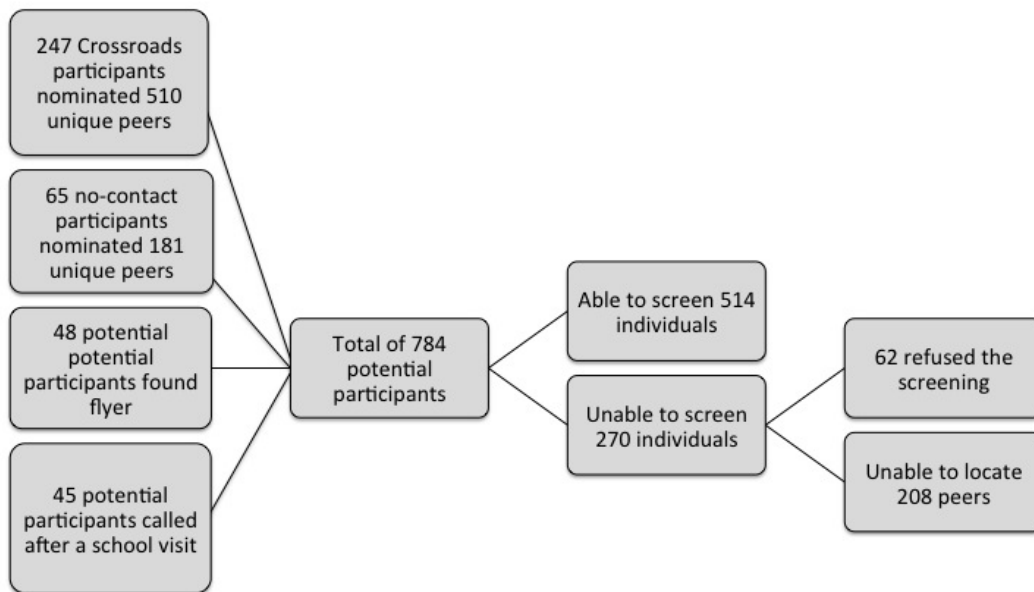 247 Crossroads
participants
nominated 510
unique peers
65 no-contact
participants
nominated 181
unique peers
48 potential
potential
participants found
flyer
45 potential
participants called
after a school visit
Total of 784
potential
participants
Able to screen 514
individuals
Unable to screen
270 individuals
62 refused the
screening
Unable to locate
208 peers